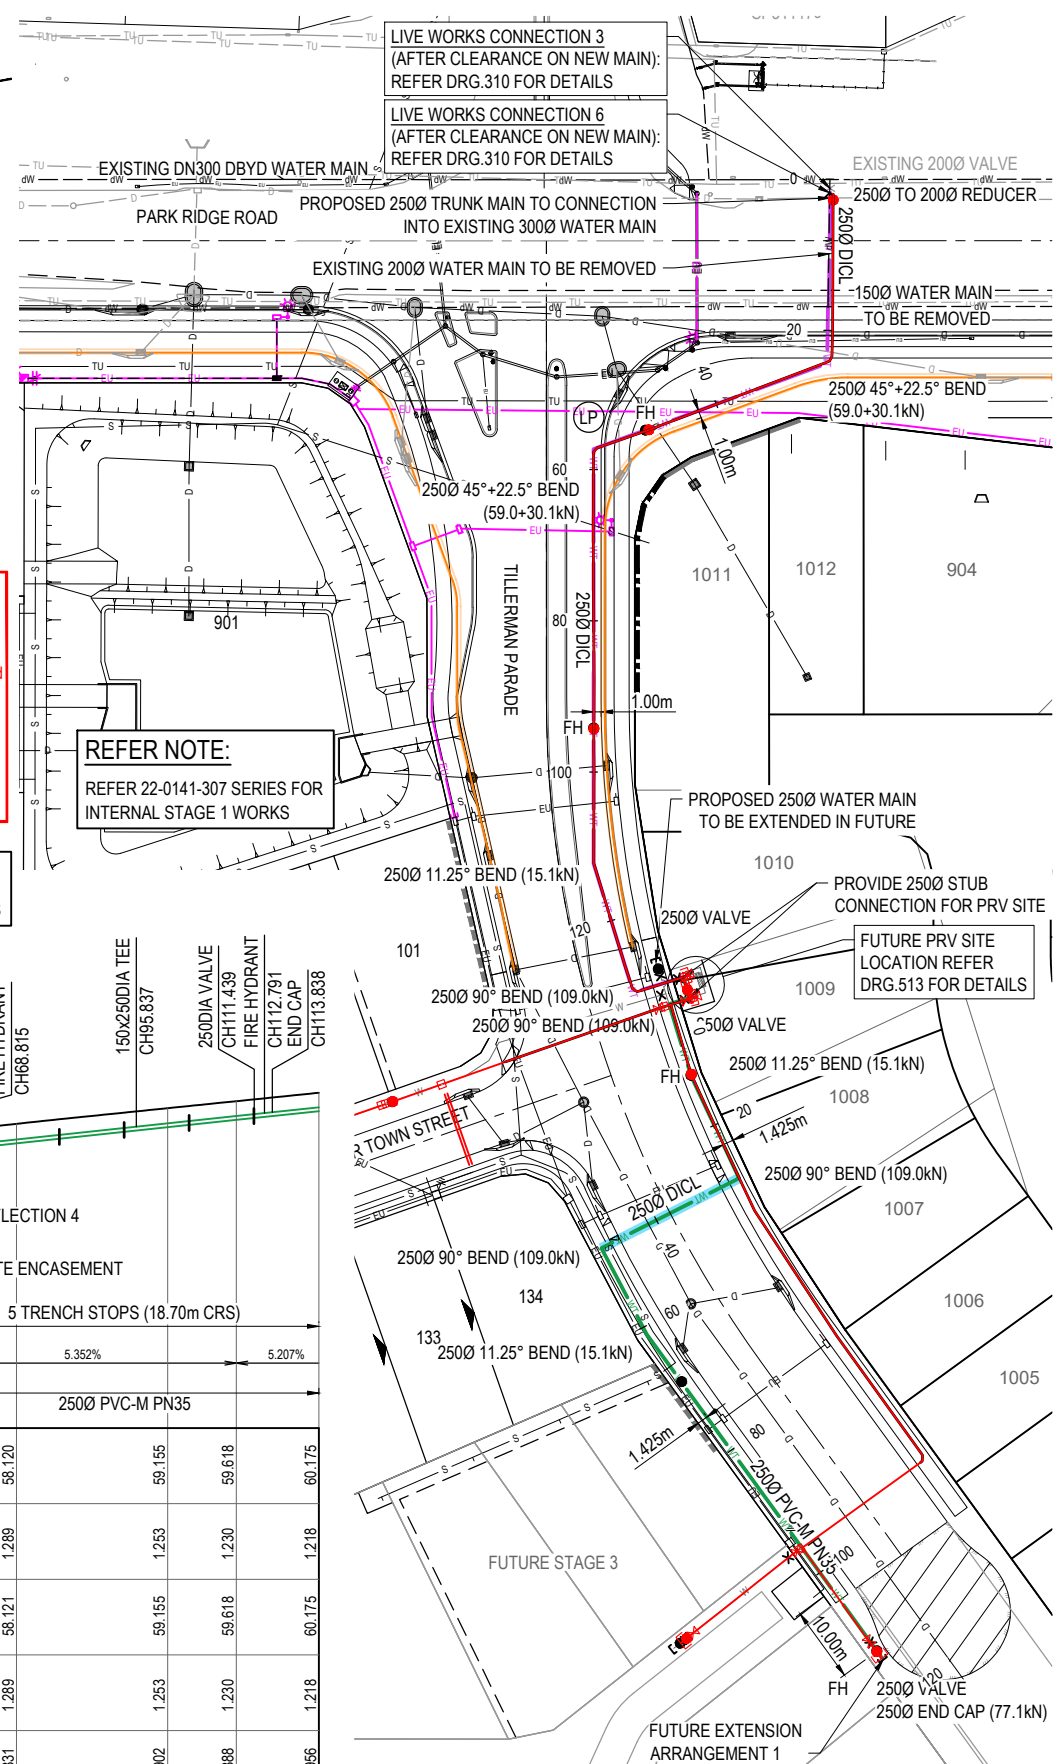 LIVE WORKS CONNECTION 3
(AFTER CLEARANCE ON NEW MAIN):
REFER DRG.310 FOR DETAILS
LIVE WORKS CONNECTION 6
(AFTER CLEARANCE ON NEW MAIN):
REFER DRG.310 FOR DETAILS
EXISTING DN300 DBYD WATER MAIN
EXISTING 200Ø VALVE
250Ø TO 200Ø REDUCER
PARK RIDGE ROAD
PROPOSED 250Ø TRUNK MAIN TO CONNECTION
INTO EXISTING 300Ø WATER MAIN
250Ø DICL
EXISTING 200Ø WATER MAIN TO BE REMOVED
150Ø WATER MAIN
TO BE REMOVED
20
40
250Ø 45°+22.5° BEND
(59.0+30.1kN)
LP
FH
1.00m
60
250Ø 45°+22.5° BEND
(59.0+30.1kN)
1011
1012
904
TILLERMAN PARADE
250Ø DICL
80
901
1.00m
FH
REFER NOTE:
REFER 22-0141-307 SERIES FOR
INTERNAL STAGE 1 WORKS
100
PROPOSED 250Ø WATER MAIN
TO BE EXTENDED IN FUTURE
1010
250Ø 11.25° BEND (15.1kN)
PROVIDE 250Ø STUB
CONNECTION FOR PRV SITE
250Ø VALVE
120
101
FUTURE PRV SITE
LOCATION REFER
DRG.513 FOR DETAILS
1009
250Ø 90° BEND (109.0kN)
250Ø 90° BEND (109.0kN)
250Ø VALVE
CH68.815
150x250DIA TEE
CH95.837
250DIA VALVE
CH111.439
FIRE HYDRANT
CH112.791
END CAP
CH113.838
250Ø 11.25° BEND (15.1kN)
FH
1008
20
1.425m
TOWN STREET
250Ø 90° BEND (109.0kN)
250Ø DICL
1007
40
250Ø 90° BEND (109.0kN)
134
60
1006
133
250Ø 11.25° BEND (15.1kN)
1005
TE ENCASEMENT
5 TRENCH STOPS (18.70m CRS)
5.352%
5.207%
250Ø PVC-M PN35
1.425m
80
250Ø PVC-M PN35
100
58.120
59.155
59.618
60.175
1.289
1.253
1.230
1.218
58.121
59.155
59.618
60.175
1.289
1.253
1.230
1.218
FUTURE STAGE 3
10.00m
120
FH
250Ø VALVE
250Ø END CAP (77.1kN)
FUTURE EXTENSION
ARRANGEMENT 1